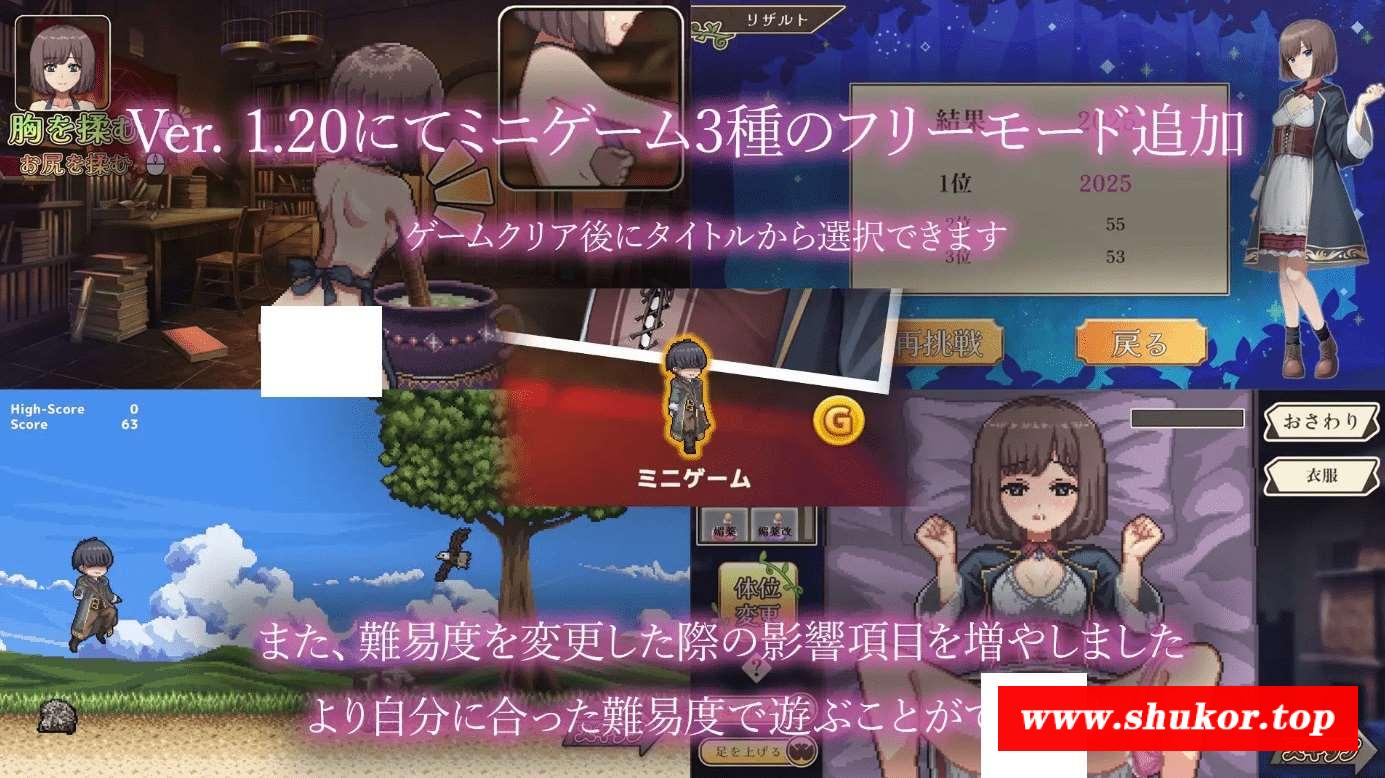 リザルト
胸を揉む
Ver. 1.20にてミニゲーム3種のフリーモード追加
お尻を揉む
結果
1位 2025
ゲームクリア後にタイトルから選択できます
2位 55
3位 53
再挑戦
戻る
High-Score 0
Score 63
G
おさわり
ミニゲーム
衣服
媚薬
媚薬改
体位
変更
また、難易度を変更した際の影響項目を増やしました
より自分に合った難易度で遊ぶことがで
www.shukor.top
足を上げる